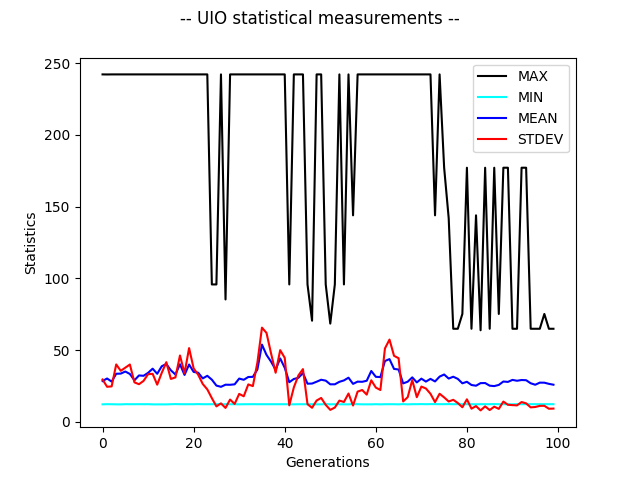 -- UIO statistical measurements --
250
200
150
100
50
0
Statistics
MAX
MIN
MEAN
STDEV
0 20 40 60 80 100
Generations